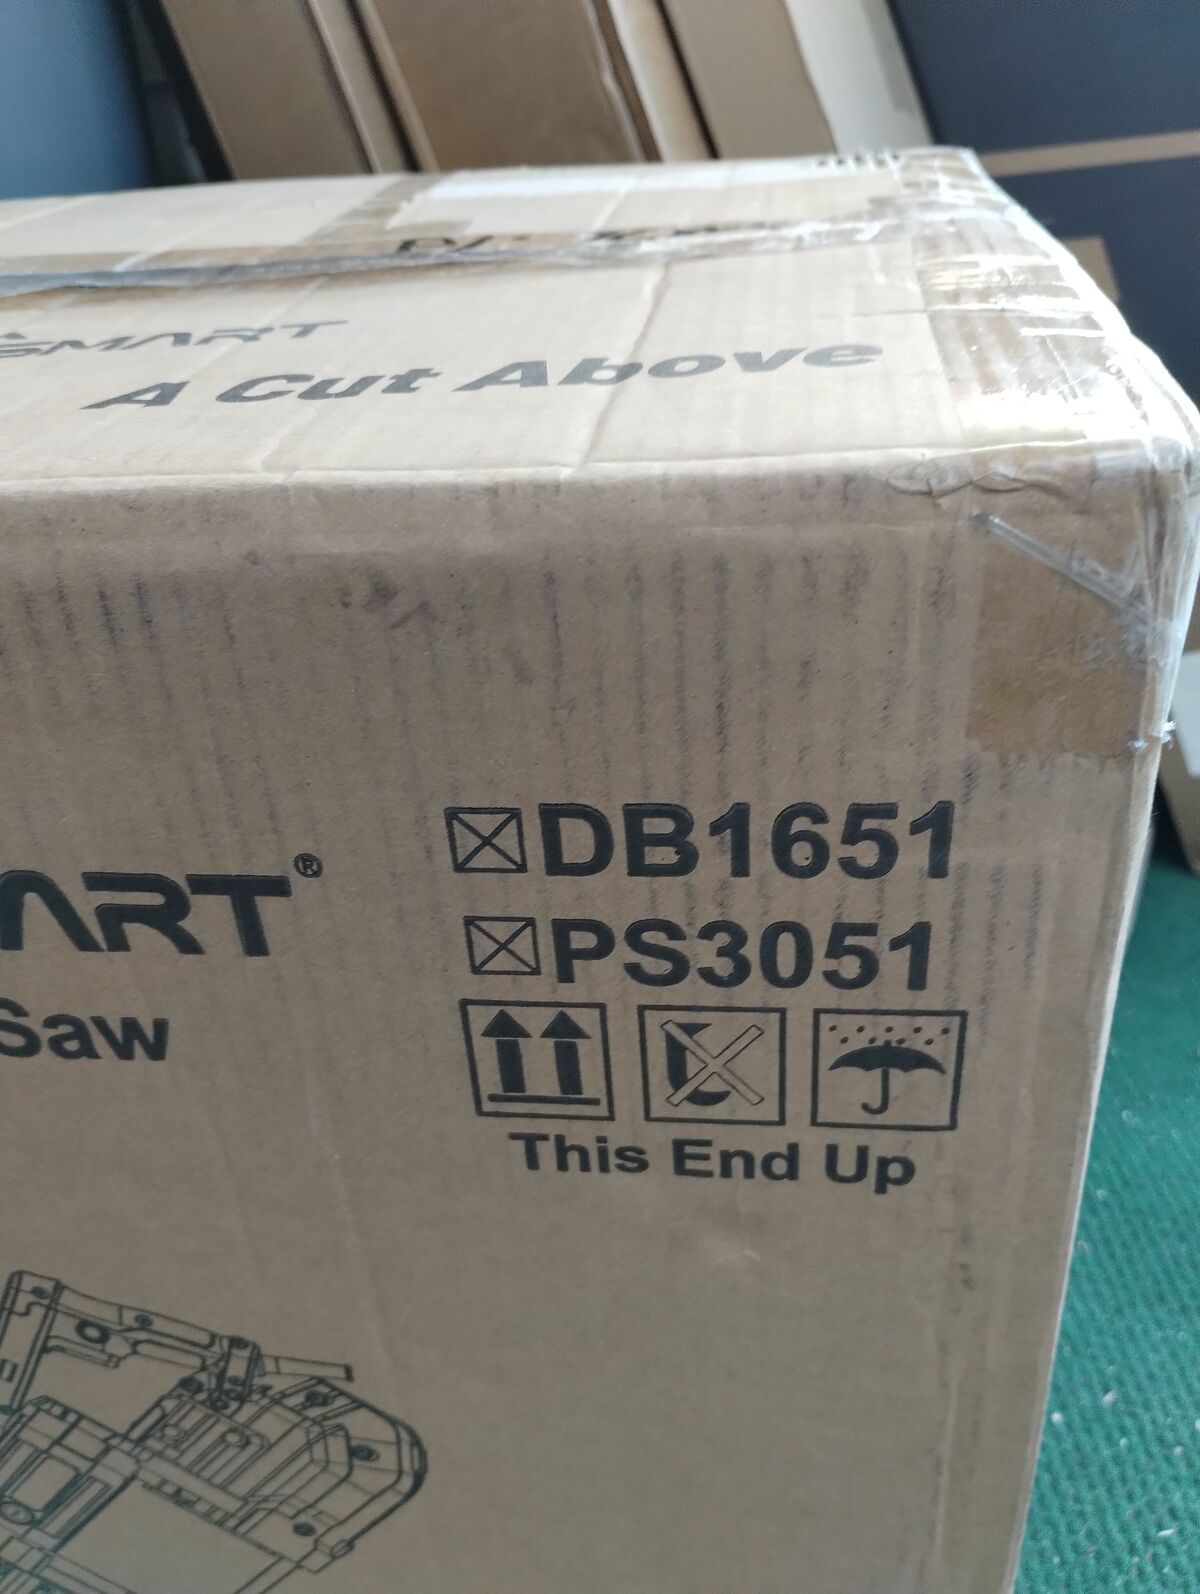 SMART
A Cut Above
DB1651
ART®
PS3051
Saw
This End Up